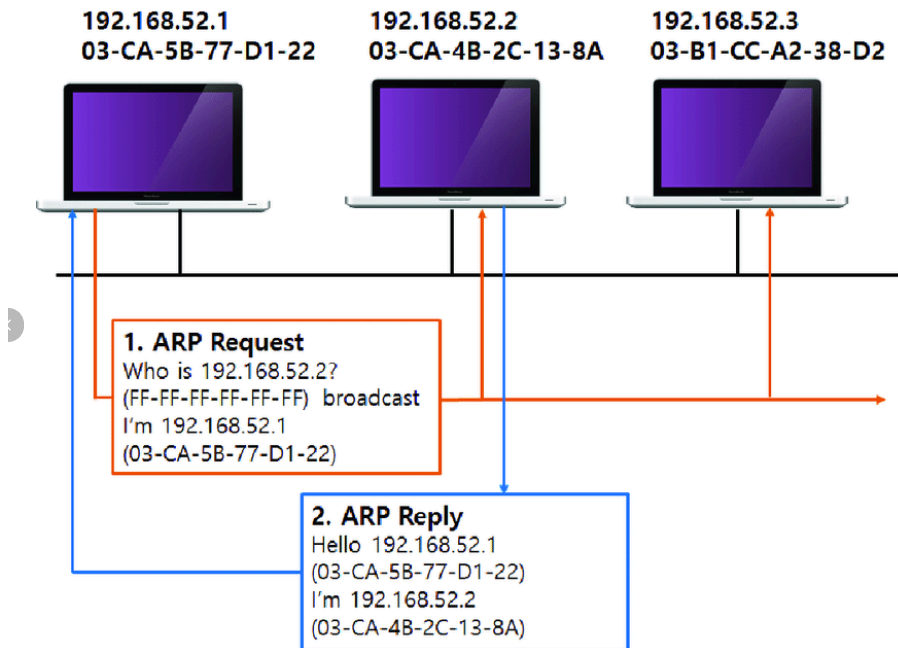 192.168.52.1
03-CA-5B-77-D1-22
192.168.52.2
03-CA-4B-2C-13-8A
192.168.52.3
03-B1-CC-A2-38-D2
1. ARP Request
Who is 192.168.52.2?
(FF-FF-FF-FF-FF-FF) broadcast
I'm 192.168.52.1
(03-CA-5B-77-D1-22)
2. ARP Reply
Hello 192.168.52.1
(03-CA-5B-77-D1-22)
I'm 192.168.52.2
(03-CA-4B-2C-13-8A)